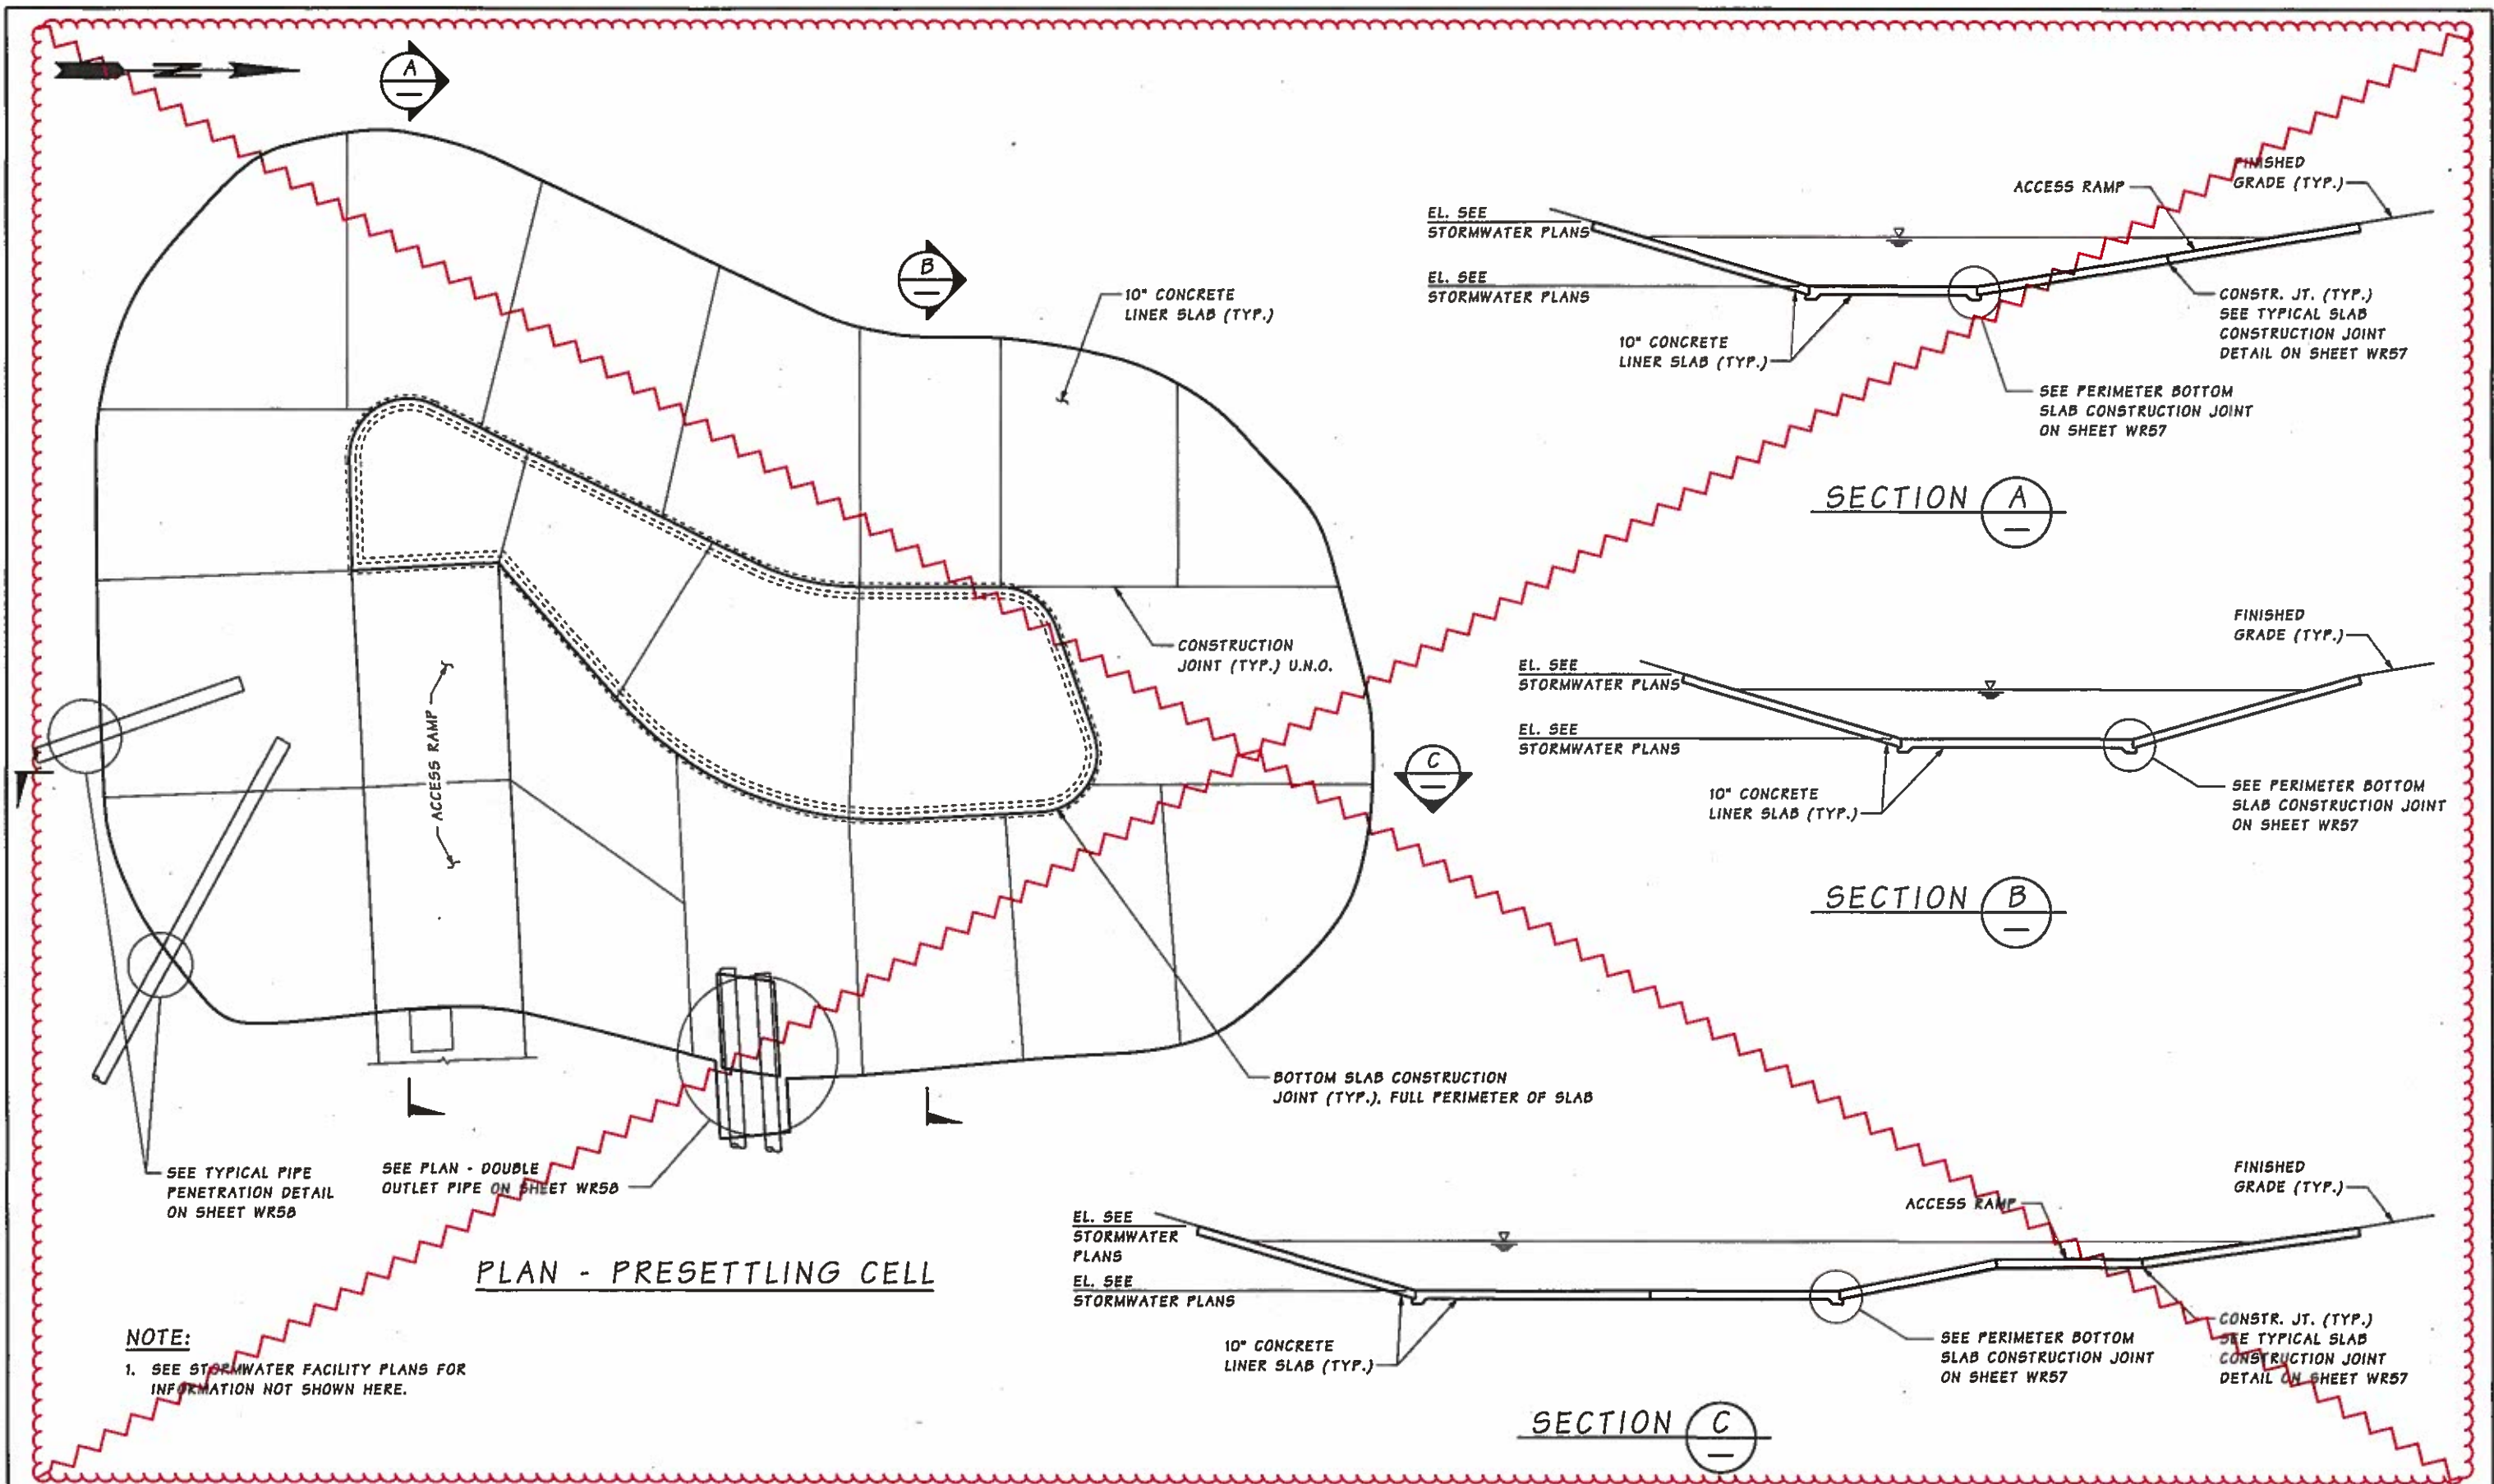 N
A
B
10" CONCRETE
LINER SLAB (TYP.)
CONSTRUCTION
JOINT (TYP.) U.N.O.
ACCESS RAMP
C
BOTTOM SLAB CONSTRUCTION
JOINT (TYP.), FULL PERIMETER OF SLAB
SEE TYPICAL PIPE
PENETRATION DETAIL
ON SHEET WR58
SEE PLAN - DOUBLE
OUTLET PIPE ON SHEET WR58
PLAN - PRESETTLING CELL
NOTE:
1. SEE STORMWATER FACILITY PLANS FOR
INFORMATION NOT SHOWN HERE.
EL. SEE
STORMWATER PLANS
EL. SEE
STORMWATER PLANS
10" CONCRETE
LINER SLAB (TYP.)
ACCESS RAMP
FINISHED
GRADE (TYP.)
CONSTR. JT. (TYP.)
SEE TYPICAL SLAB
CONSTRUCTION JOINT
DETAIL ON SHEET WR57
SEE PERIMETER BOTTOM
SLAB CONSTRUCTION JOINT
ON SHEET WR57
SECTION A
EL. SEE
STORMWATER PLANS
EL. SEE
STORMWATER PLANS
10" CONCRETE
LINER SLAB (TYP.)
FINISHED
GRADE (TYP.)
SEE PERIMETER BOTTOM
SLAB CONSTRUCTION JOINT
ON SHEET WR57
SECTION B
EL. SEE
STORMWATER
PLANS
EL. SEE
STORMWATER PLANS
10" CONCRETE
LINER SLAB (TYP.)
ACCESS RAMP
FINISHED
GRADE (TYP.)
SEE PERIMETER BOTTOM
SLAB CONSTRUCTION JOINT
ON SHEET WR57
CONSTR. JT. (TYP.)
SEE TYPICAL SLAB
CONSTRUCTION JOINT
DETAIL ON SHEET WR57
SECTION C